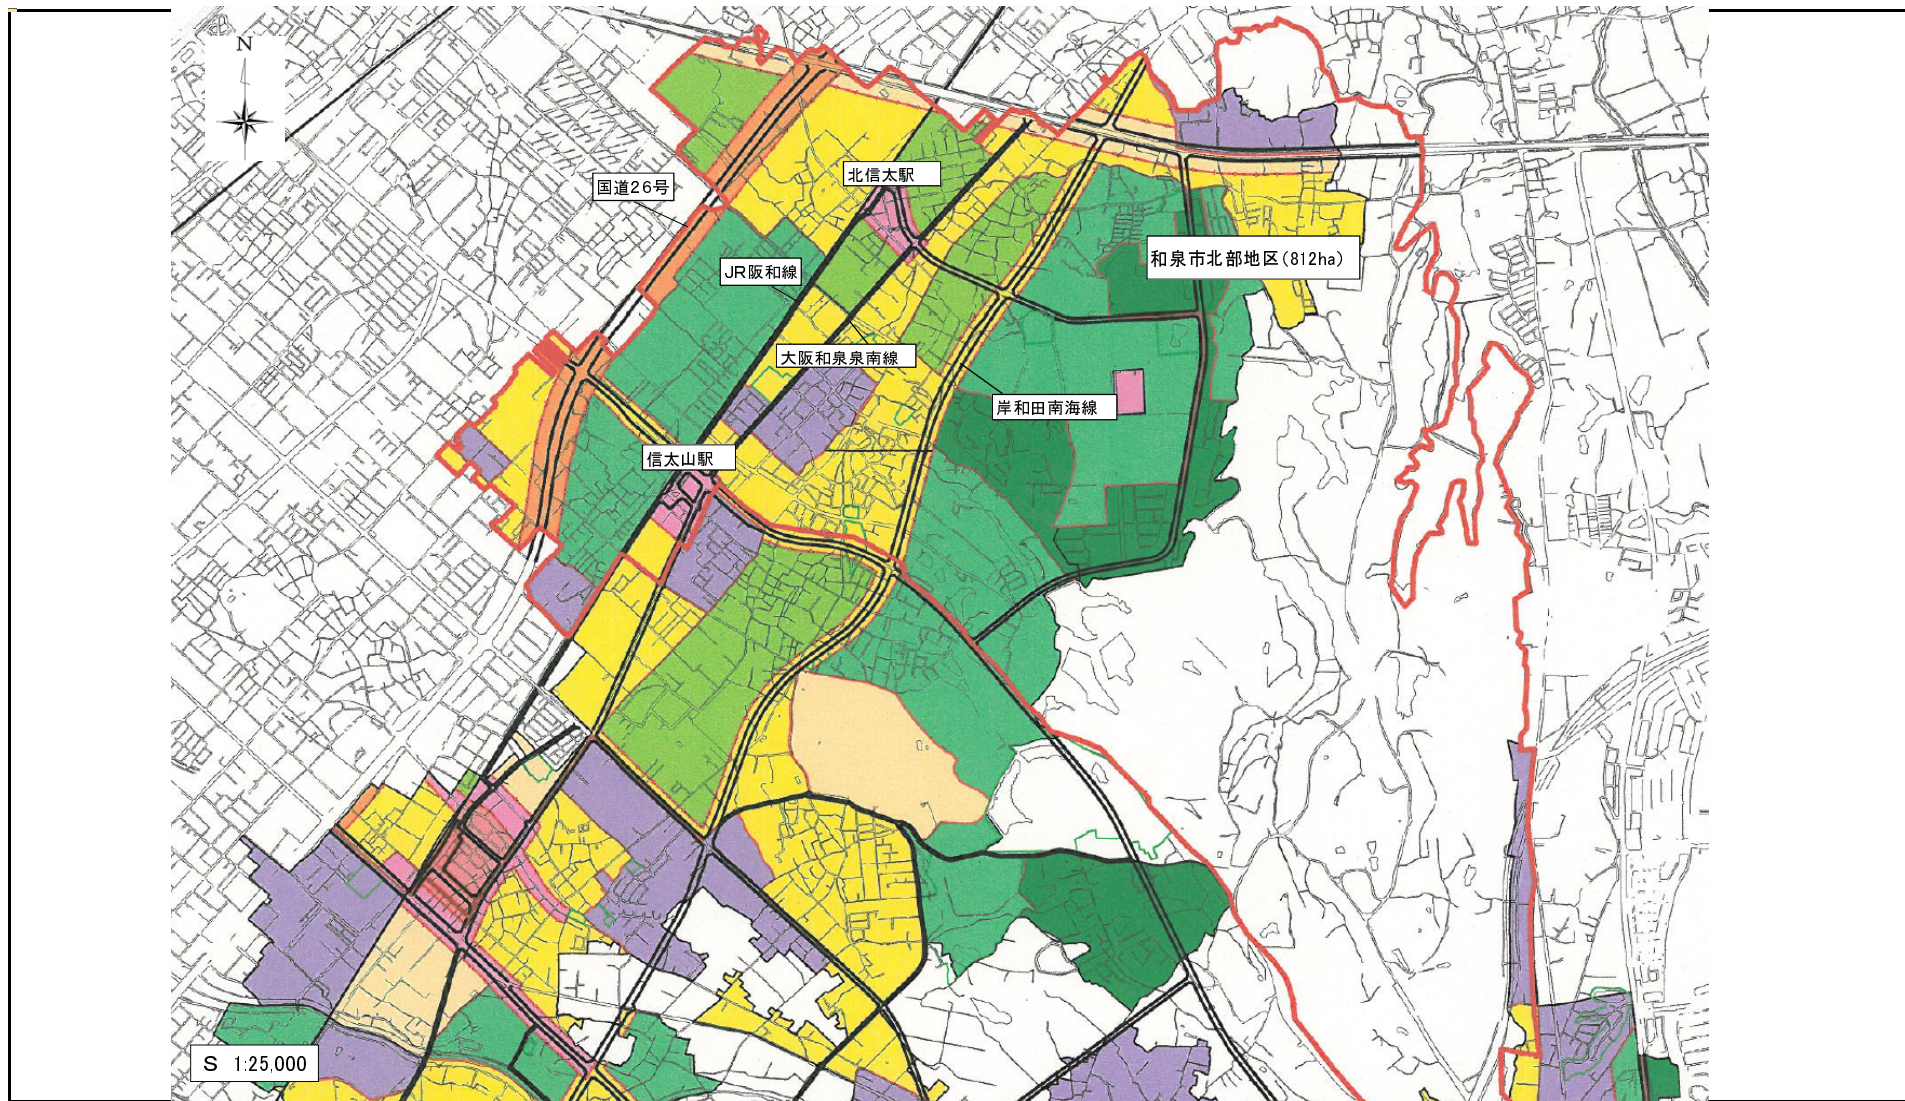 N
北信太駅
国道26号
和泉市北部地区(812ha)
JR阪和線
大阪和泉泉南線
岸和田南海線
信太山駅
S 1:25,000